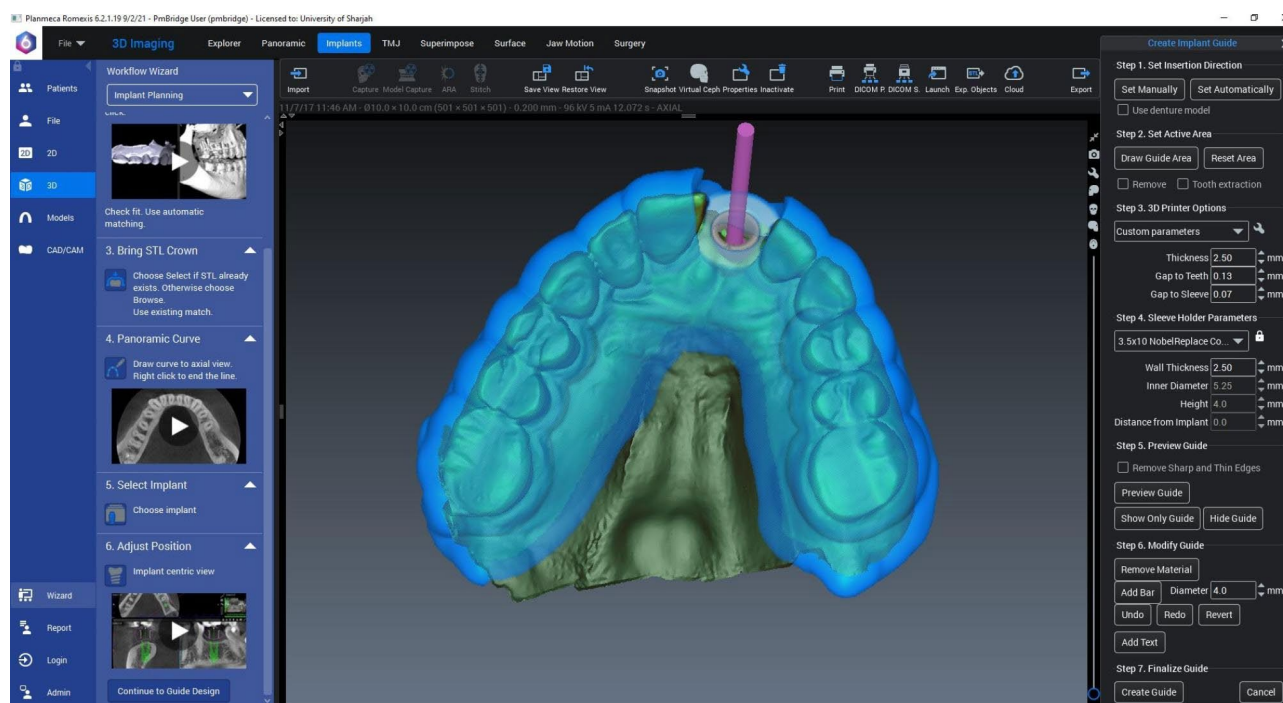 Planmeca Romexis 6.2.1.19 9/2/21 - PmBridge User (pmbridge) - Licensed to: University of Sharjah
6
File
3D Imaging
Explorer
Panoramic
Implants
TMJ
Superimpose
Surface
Jaw Motion
Surgery
Import
Capture
Model Capture
ARA
Stitch
Save View
Restore View
Snapshot
Virtual Ceph
Properties
Inactivate
Print
DICOM P.
DICOM S.
Launch
Exp. Objects
Cloud
Export
11/7/17 11:46 AM - Ø10.0 × 10.0 cm (501 × 501 × 501) - 0.200 mm - 96 kV 5 mA 12.072 s - AXIAL
Patients
File
2D
2D
3D
Models
CAD/CAM
Wizard
Report
Login
Admin
Workflow Wizard
Implant Planning
Check fit. Use automatic
matching.
3. Bring STL Crown
Choose Select if STL already
exists. Otherwise choose
Browse.
Use existing match.
4. Panoramic Curve
Draw curve to axial view.
Right click to end the line.
5. Select Implant
Choose implant
6. Adjust Position
Implant centric view
Continue to Guide Design
Create Implant Guide
Step 1. Set Insertion Direction
Set Manually Set Automatically
Use denture model
Step 2. Set Active Area
Draw Guide Area Reset Area
Remove Tooth extraction
Step 3. 3D Printer Options
Custom parameters
Thickness 2.50 mm
Gap to Teeth 0.13 mm
Gap to Sleeve 0.07 mm
Step 4. Sleeve Holder Parameters
3.5x10 NobelReplace Co...
Wall Thickness 2.50 mm
Inner Diameter 5.25 mm
Height 4.0 mm
Distance from Implant 0.0 mm
Step 5. Preview Guide
Remove Sharp and Thin Edges
Preview Guide
Show Only Guide Hide Guide
Step 6. Modify Guide
Remove Material
Add Bar Diameter 4.0 mm
Undo Redo Revert
Add Text
Step 7. Finalize Guide
Create Guide Cancel